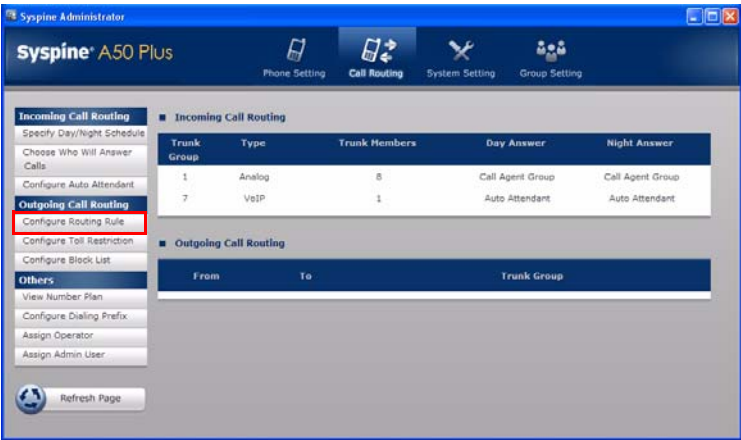 Syspine Administrator
Syspine® A50 Plus
Phone Setting
Call Routing
System Setting
Group Setting
Incoming Call Routing
Specify Day/Night Schedule
Choose Who Will Answer
Calls
Configure Auto Attendant
Outgoing Call Routing
Configure Routing Rule
Configure Toll Restriction
Configure Block List
Others
View Number Plan
Configure Dialing Prefix
Assign Operator
Assign Admin User
Refresh Page
Incoming Call Routing
Trunk Group Type Trunk Members Day Answer Night Answer
1 Analog 8 Call Agent Group Call Agent Group
7 VoIP 1 Auto Attendant Auto Attendant
Outgoing Call Routing
From To Trunk Group